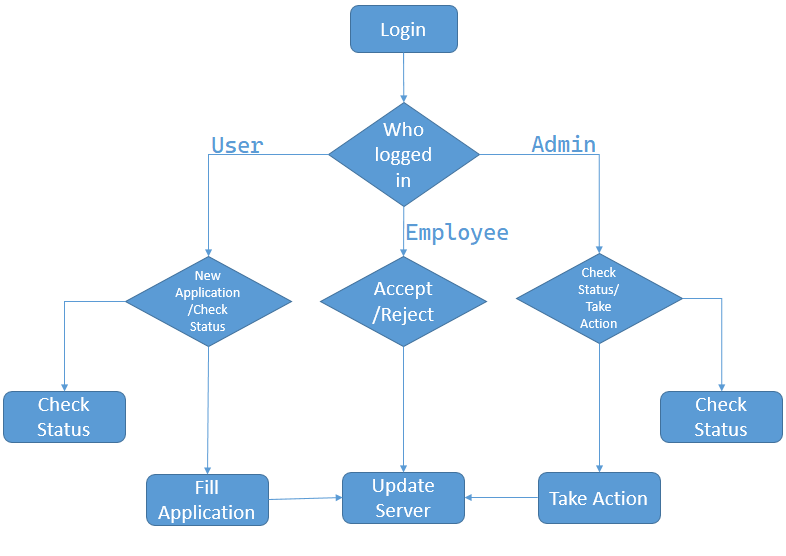 Login
Who
logged
in
User
Admin
Employee
New
Application
/Check
Status
Accept
/Reject
Check
Status/
Take
Action
Check
Status
Check
Status
Fill
Application
Update
Server
Take Action